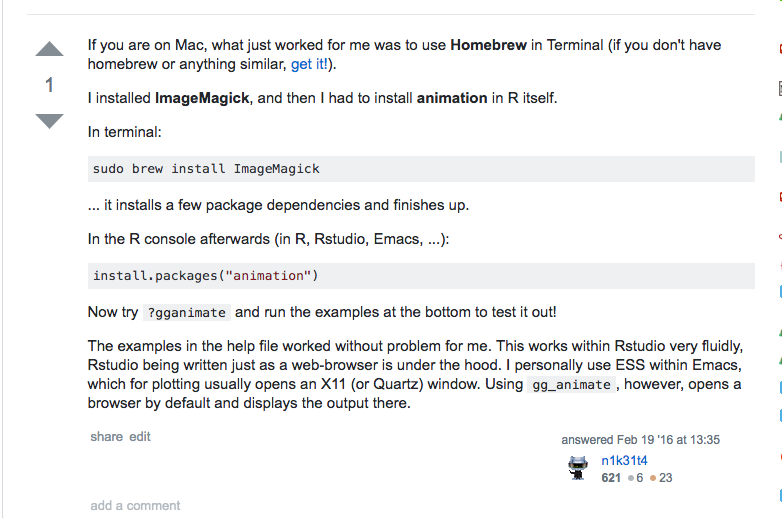 If you are on Mac, what just worked for me was to use Homebrew in Terminal (if you don't have
homebrew or anything similar, get it!).
1
I installed ImageMagick, and then I had to install animation in R itself.
In terminal:
sudo brew install ImageMagick
... it installs a few package dependencies and finishes up.
In the R console afterwards (in R, Rstudio, Emacs, ...):
install.packages("animation")
Now try ?gganimate and run the examples at the bottom to test it out!
The examples in the help file worked without problem for me. This works within Rstudio very fluidly,
Rstudio being written just as a web-browser is under the hood. I personally use ESS within Emacs,
which for plotting usually opens an X11 (or Quartz) window. Using gg_animate, however, opens a
browser by default and displays the output there.
share edit
answered Feb 19 '16 at 13:35
n1k31t4
621 ●6 ●23
add a comment